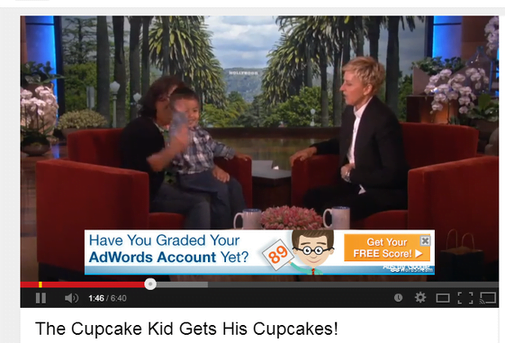 HOLLYWOOD
Have You Graded Your
AdWords Account Yet?
89
Get Your
FREE Score!
1:46 / 6:40
The Cupcake Kid Gets His Cupcakes!